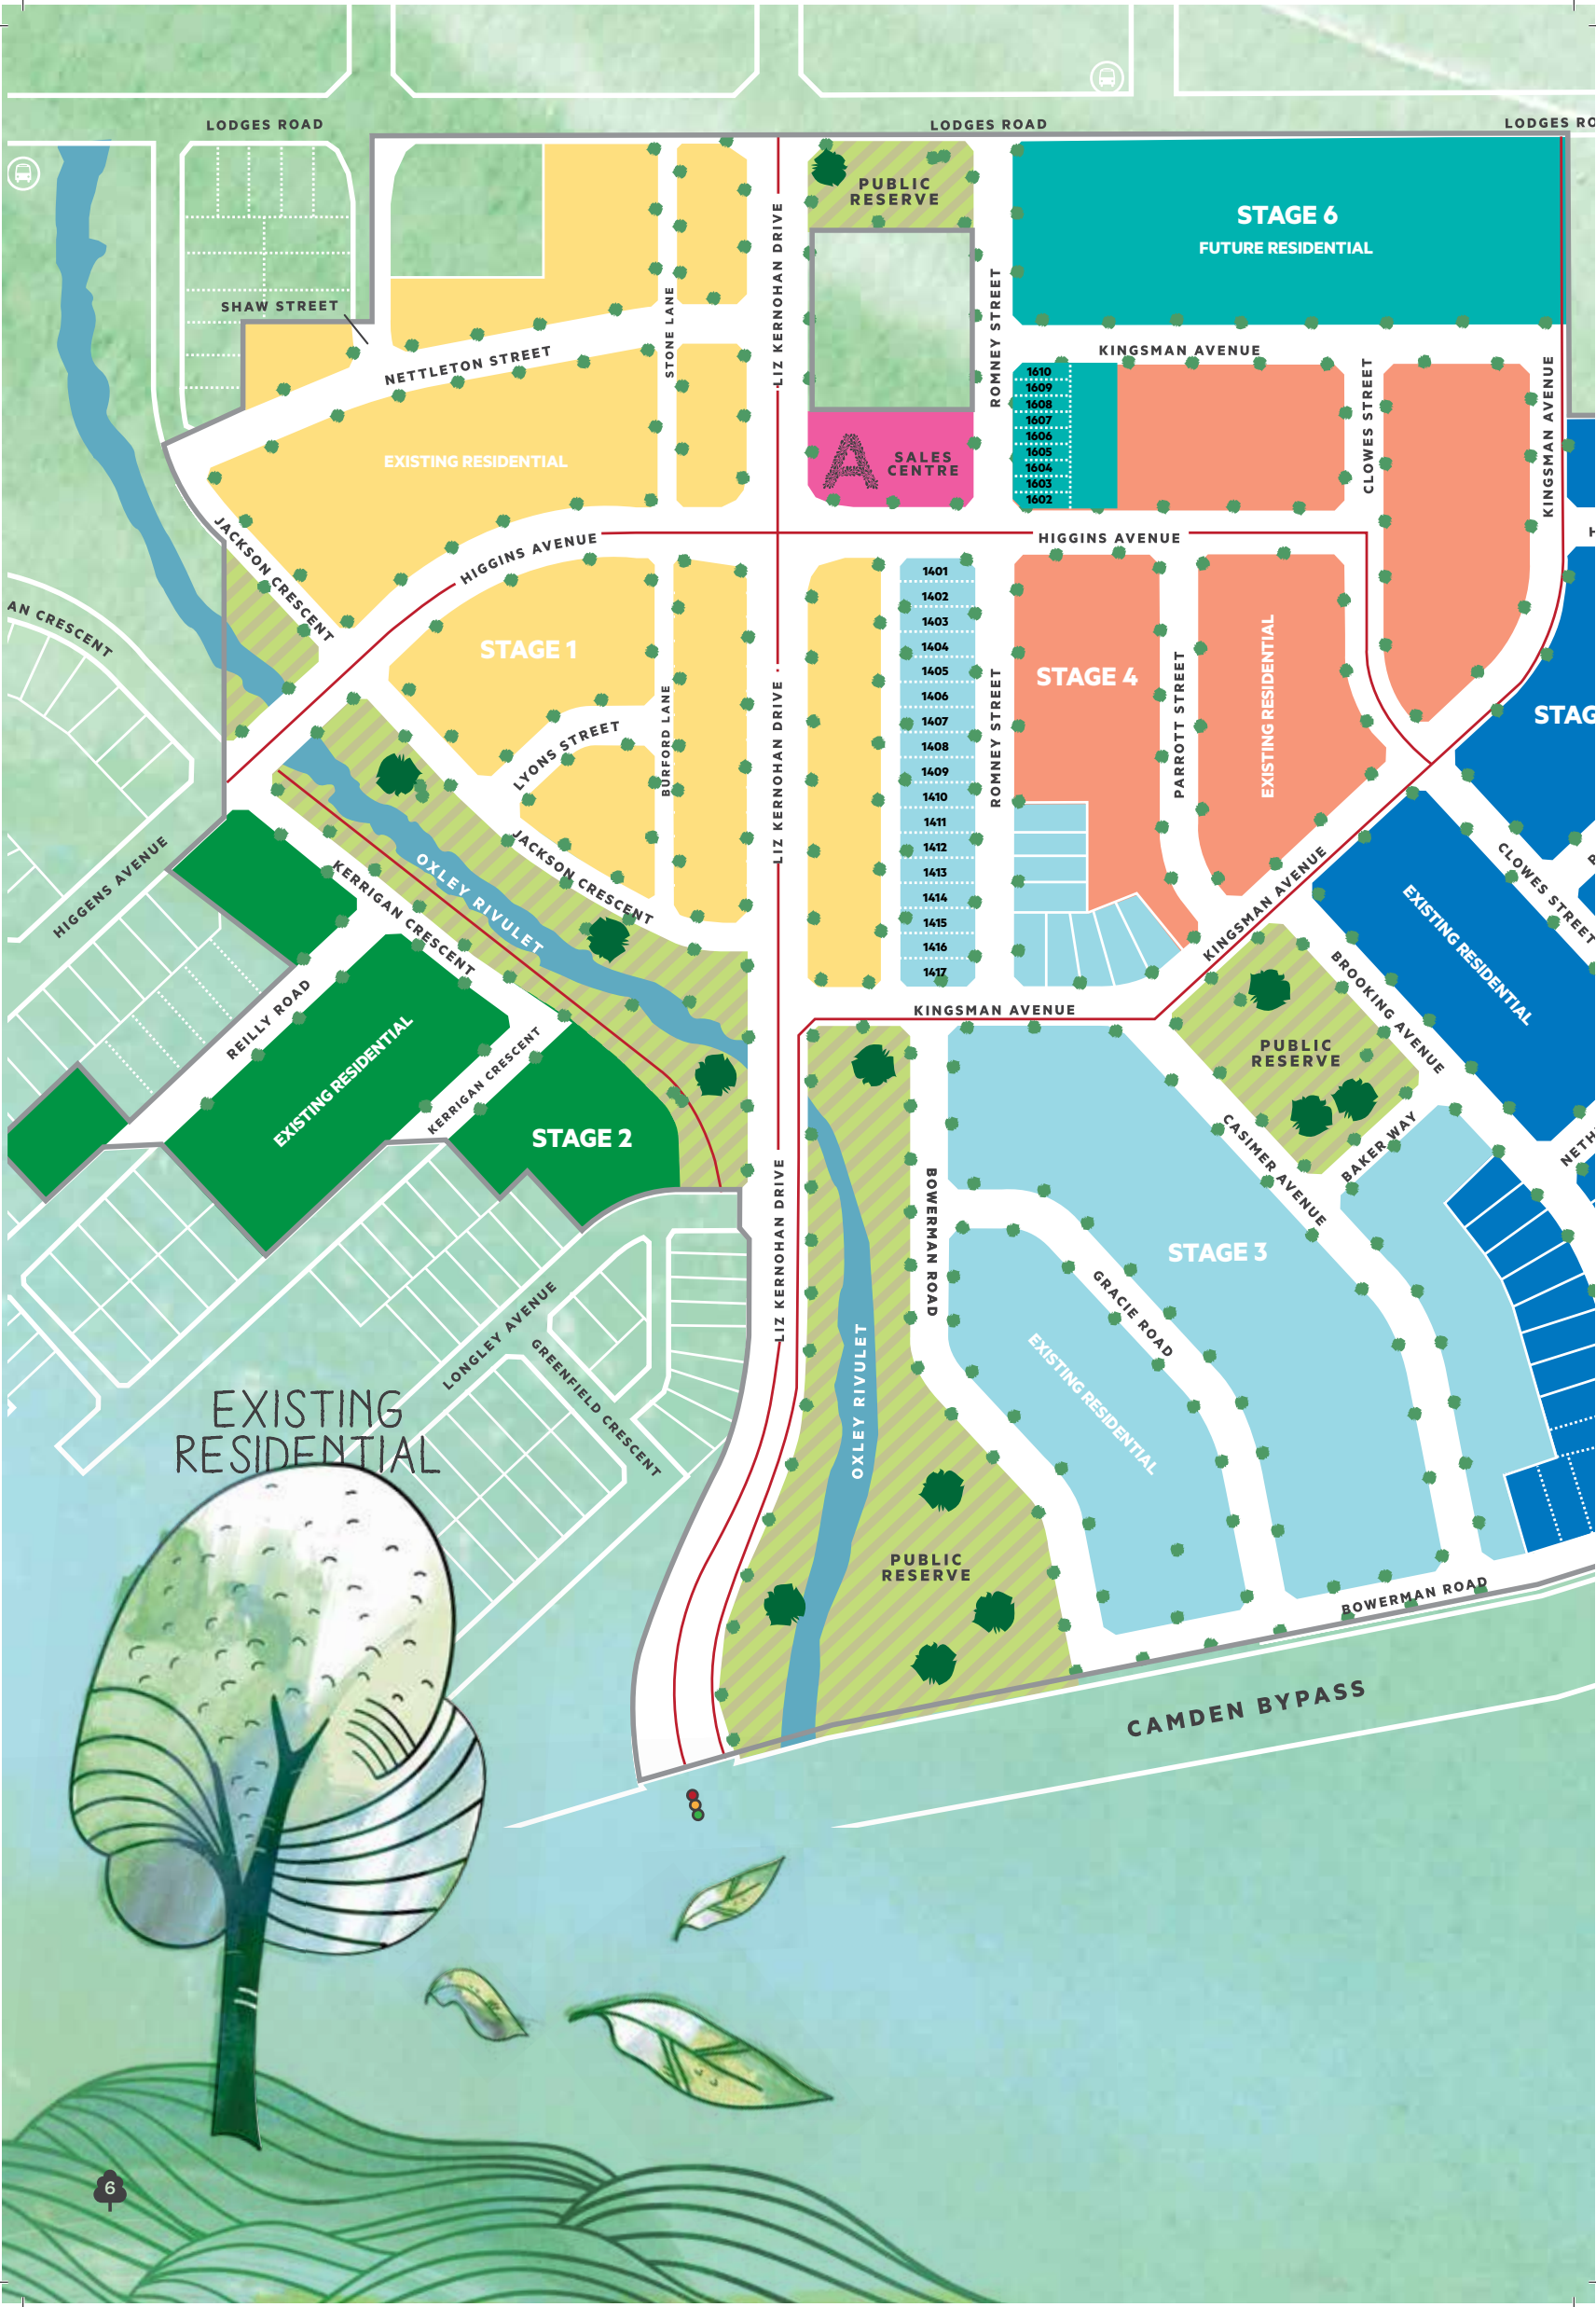 LODGES ROAD
LODGES ROAD
LODGES RO
PUBLIC
RESERVE
STAGE 6
FUTURE RESIDENTIAL
SHAW STREET
NETTLETON STREET
STONE LANE
LIZ KERNOHAN DRIVE
ROMNEY STREET
KINGSMAN AVENUE
CLOWES STREET
KINGSMAN AVENUE
1610
1609
1608
1607
1606
1605
1604
1603
1602
EXISTING RESIDENTIAL
A
SALES
CENTRE
JACKSON CRESCENT
HIGGINS AVENUE
HIGGINS AVENUE
H
AN CRESCENT
STAGE 1
1401
1402
1403
1404
1405
1406
1407
1408
1409
1410
1411
1412
1413
1414
1415
1416
1417
STAGE 4
EXISTING RESIDENTIAL
PARROTT STREET
ROMNEY STREET
LIZ KERNOHAN DRIVE
BURFORD LANE
LYONS STREET
STAG
JACKSON CRESCENT
OXLEY RIVULET
KERRIGAN CRESCENT
HIGGENS AVENUE
REILLY ROAD
EXISTING RESIDENTIAL
KERRIGAN CRESCENT
STAGE 2
KINGSMAN AVENUE
KINGSMAN AVENUE
CLOWES STREET
EXISTING RESIDENTIAL
BROOKING AVENUE
PUBLIC
RESERVE
BAKER WAY
CASIMER AVENUE
NETH
LIZ KERNOHAN DRIVE
BOWERMAN ROAD
STAGE 3
GRACIE ROAD
EXISTING RESIDENTIAL
OXLEY RIVULET
LONGLEY AVENUE
GREENFIELD CRESCENT
EXISTING
RESIDENTIAL
PUBLIC
RESERVE
BOWERMAN ROAD
CAMDEN BYPASS
6